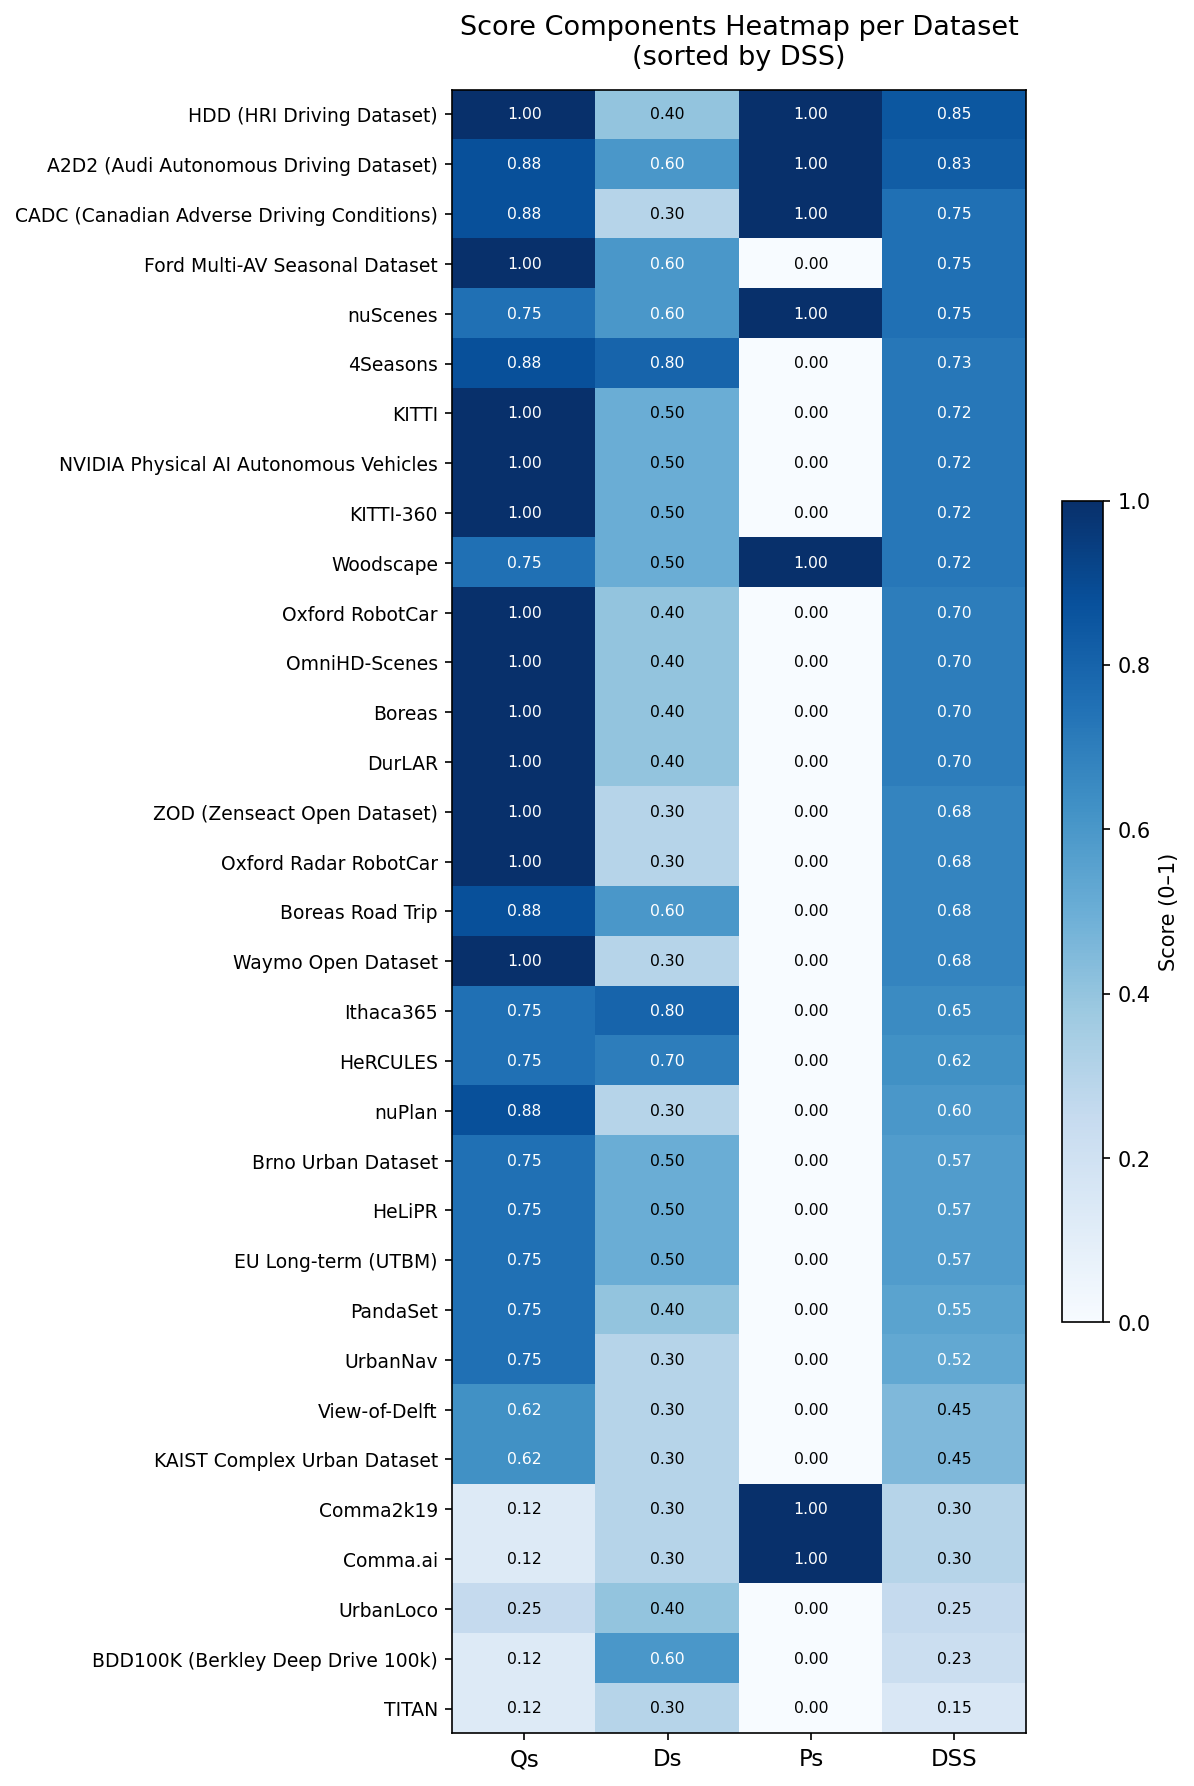 Score Components Heatmap per Dataset
(sorted by DSS)
HDD (HRI Driving Dataset) 1.00 0.40 1.00 0.85
A2D2 (Audi Autonomous Driving Dataset) 0.88 0.60 1.00 0.83
CADC (Canadian Adverse Driving Conditions) 0.88 0.30 1.00 0.75
Ford Multi-AV Seasonal Dataset 1.00 0.60 0.00 0.75
nuScenes 0.75 0.60 1.00 0.75
4Seasons 0.88 0.80 0.00 0.73
KITTI 1.00 0.50 0.00 0.72
NVIDIA Physical AI Autonomous Vehicles 1.00 0.50 0.00 0.72
KITTI-360 1.00 0.50 0.00 0.72
Woodscape 0.75 0.50 1.00 0.72
Oxford RobotCar 1.00 0.40 0.00 0.70
OmniHD-Scenes 1.00 0.40 0.00 0.70
Boreas 1.00 0.40 0.00 0.70
DurLAR 1.00 0.40 0.00 0.70
ZOD (Zenseact Open Dataset) 1.00 0.30 0.00 0.68
Oxford Radar RobotCar 1.00 0.30 0.00 0.68
Boreas Road Trip 0.88 0.60 0.00 0.68
Waymo Open Dataset 1.00 0.30 0.00 0.68
Ithaca365 0.75 0.80 0.00 0.65
HeRCULES 0.75 0.70 0.00 0.62
nuPlan 0.88 0.30 0.00 0.60
Brno Urban Dataset 0.75 0.50 0.00 0.57
HeLiPR 0.75 0.50 0.00 0.57
EU Long-term (UTBM) 0.75 0.50 0.00 0.57
PandaSet 0.75 0.40 0.00 0.55
UrbanNav 0.75 0.30 0.00 0.52
View-of-Delft 0.62 0.30 0.00 0.45
KAIST Complex Urban Dataset 0.62 0.30 0.00 0.45
Comma2k19 0.12 0.30 1.00 0.30
Comma.ai 0.12 0.30 1.00 0.30
UrbanLoco 0.25 0.40 0.00 0.25
BDD100K (Berkley Deep Drive 100k) 0.12 0.60 0.00 0.23
TITAN 0.12 0.30 0.00 0.15
Qs Ds Ps DSS
1.0
0.8
0.6
0.4
0.2
0.0
Score (0–1)